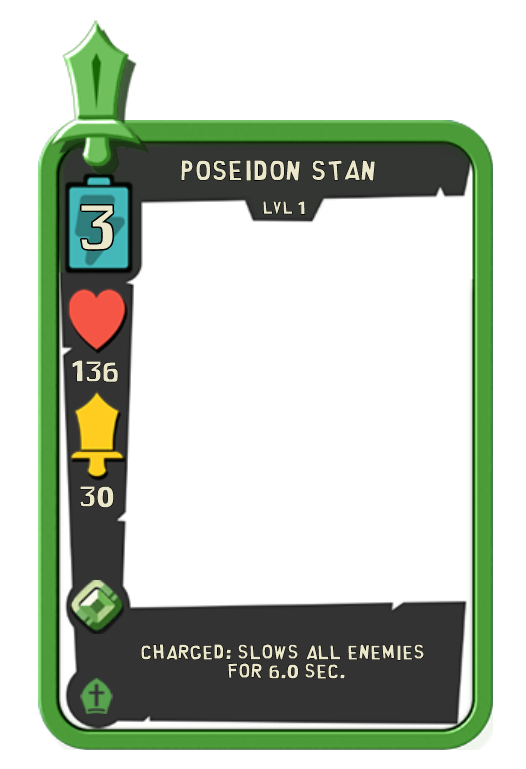 POSEIDON STAN
LVL 1
3
136
30
CHARGED: SLOWS ALL ENEMIES
FOR 6.0 SEC.